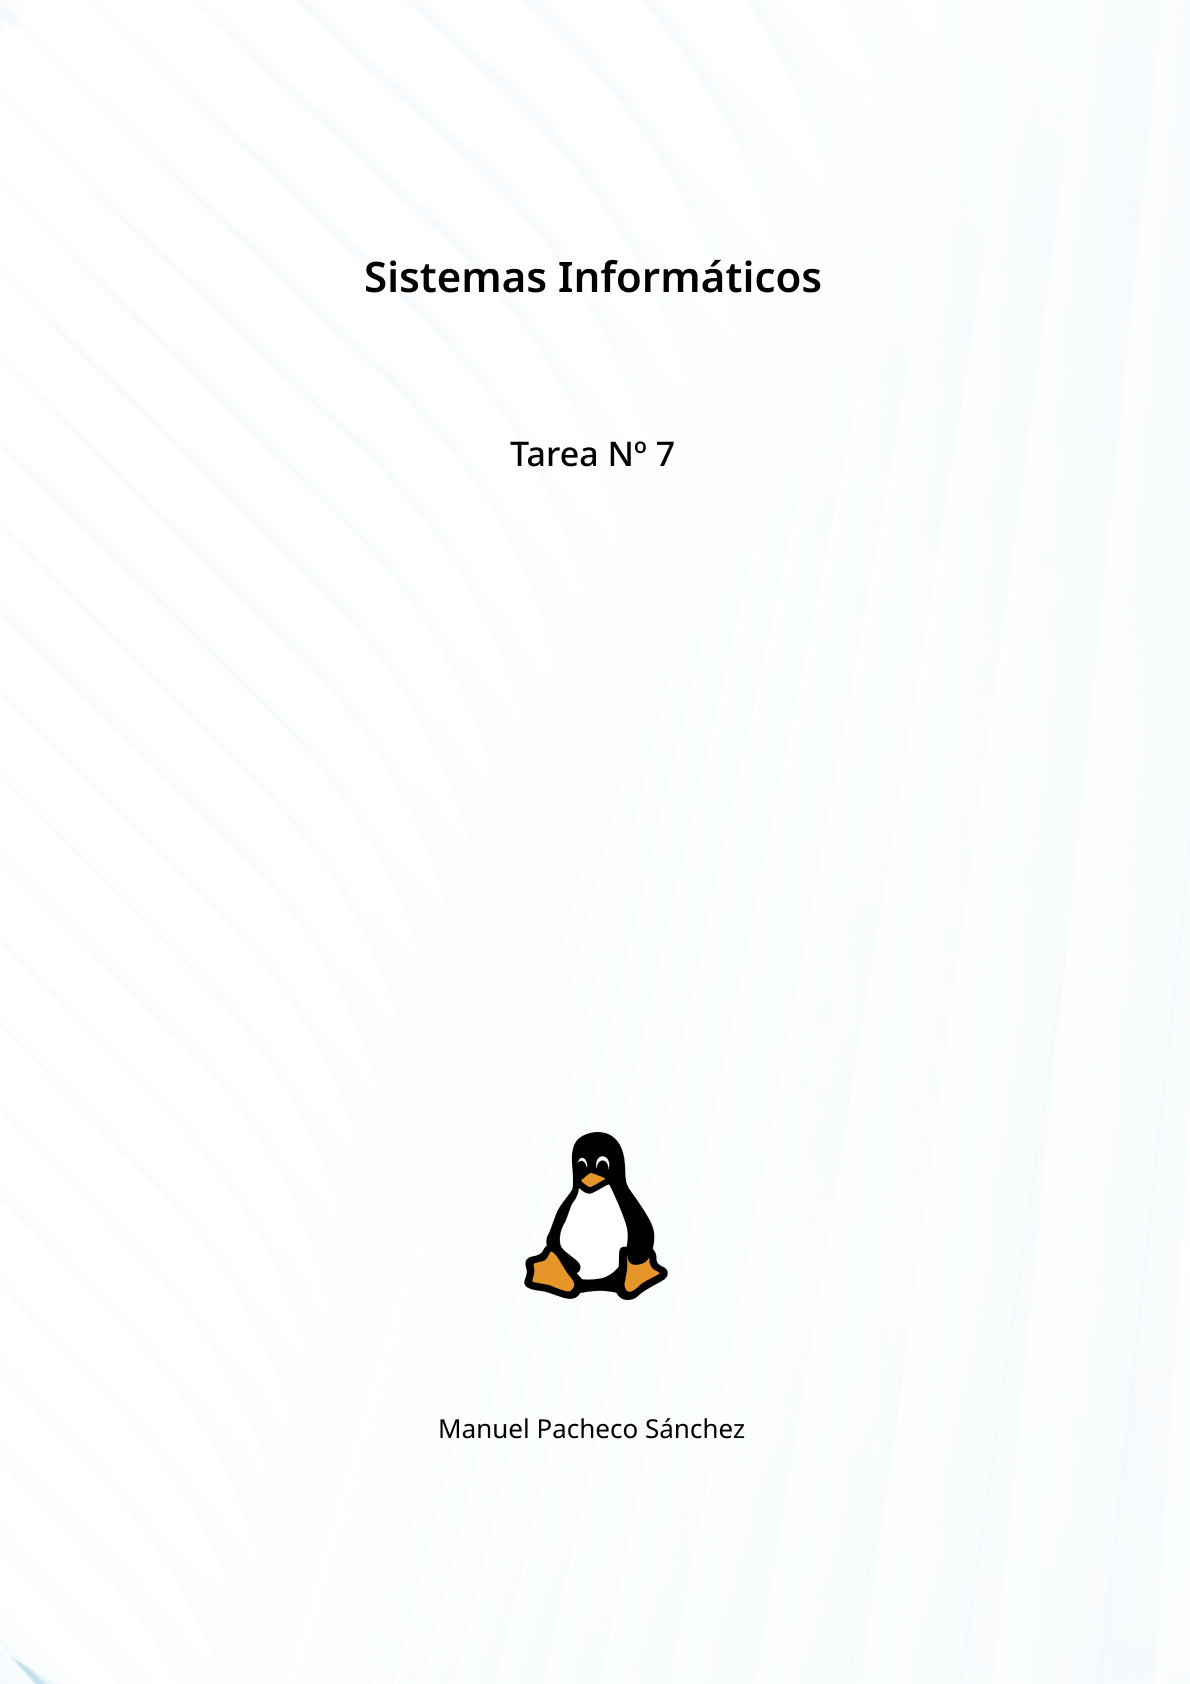 Sistemas Informáticos
Tarea Nº 7
Manuel Pacheco Sánchez